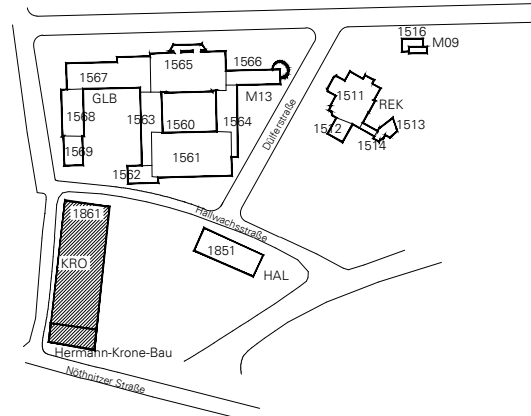 1516
M09
1565
1566
1567
GLB
M13
1511
REK
1568
1563
1560
1564
1512
1513
1514
1569
1561
1562
Dülferstraße
1861
Hallwachsstraße
1851
KRO
HAL
Hermann-Krone-Bau
Nöthnitzer Straße